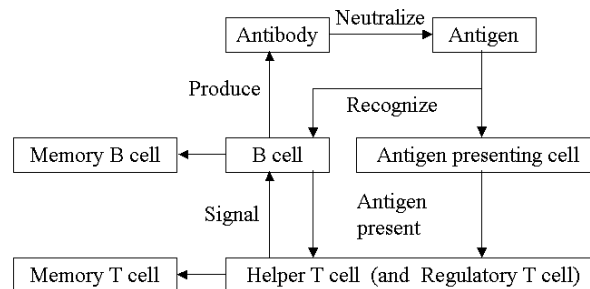 Neutralize
Antibody
Antigen
Produce
Recognize
Memory B cell
B cell
Antigen presenting cell
Signal
Antigen
present
Memory T cell
Helper T cell (and Regulatory T cell)